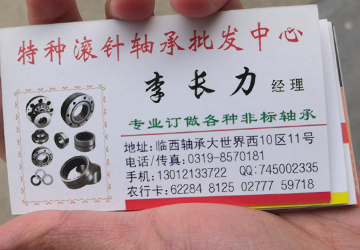 特种滚针轴承批发中心
李长力 经理
专业订做各种非标轴承
地址:临西轴承大世界西10区11号
电话/传真:0319-8570181
手机:13012133722 QQ:745002335
农行卡:62284 8125 02777 59718